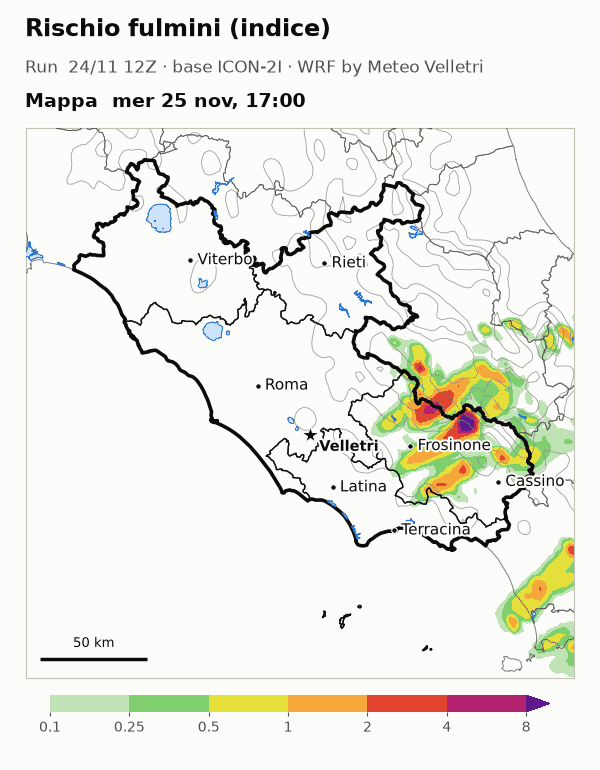 Rischio fulmini (indice)
Run  24/11 12Z · base ICON-2I · WRF by Meteo Velletri
Mappa  mer 25 nov, 17:00
Viterbo
Rieti
Roma
Velletri
Frosinone
Latina
Cassino
Terracina
50 km
0.1 0.25 0.5 1 2 4 8